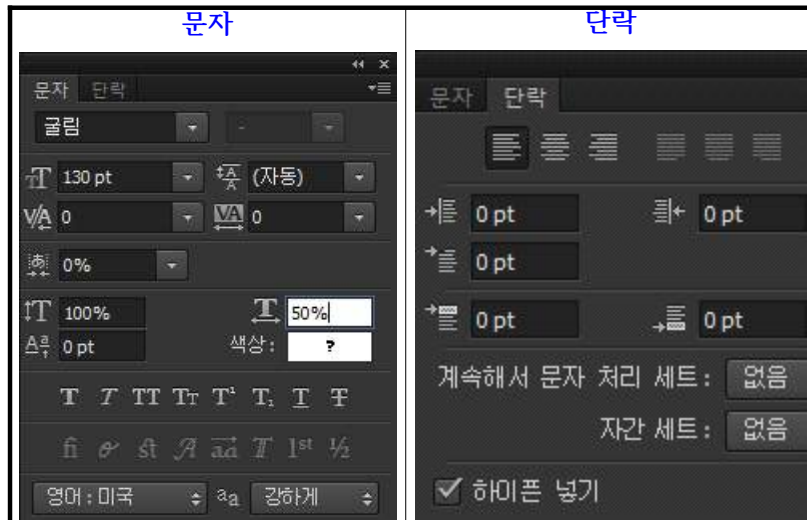 문자
문자 단락
굴림 -
130 pt (자동)
0 0
0%
100% 50%
0 pt 색상: ?
T T TT Tт T¹ T₁ T T
fi st A aa T 1st ½
영어: 미국 aa 강하게
단락
문자 단락
0 pt 0 pt
0 pt
0 pt 0 pt
계속해서 문자 처리 세트: 없음
자간 세트: 없음
하이픈 넣기